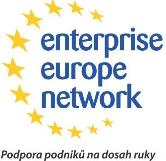 enterprise
europe
network
Podpora podniků na dosah ruky